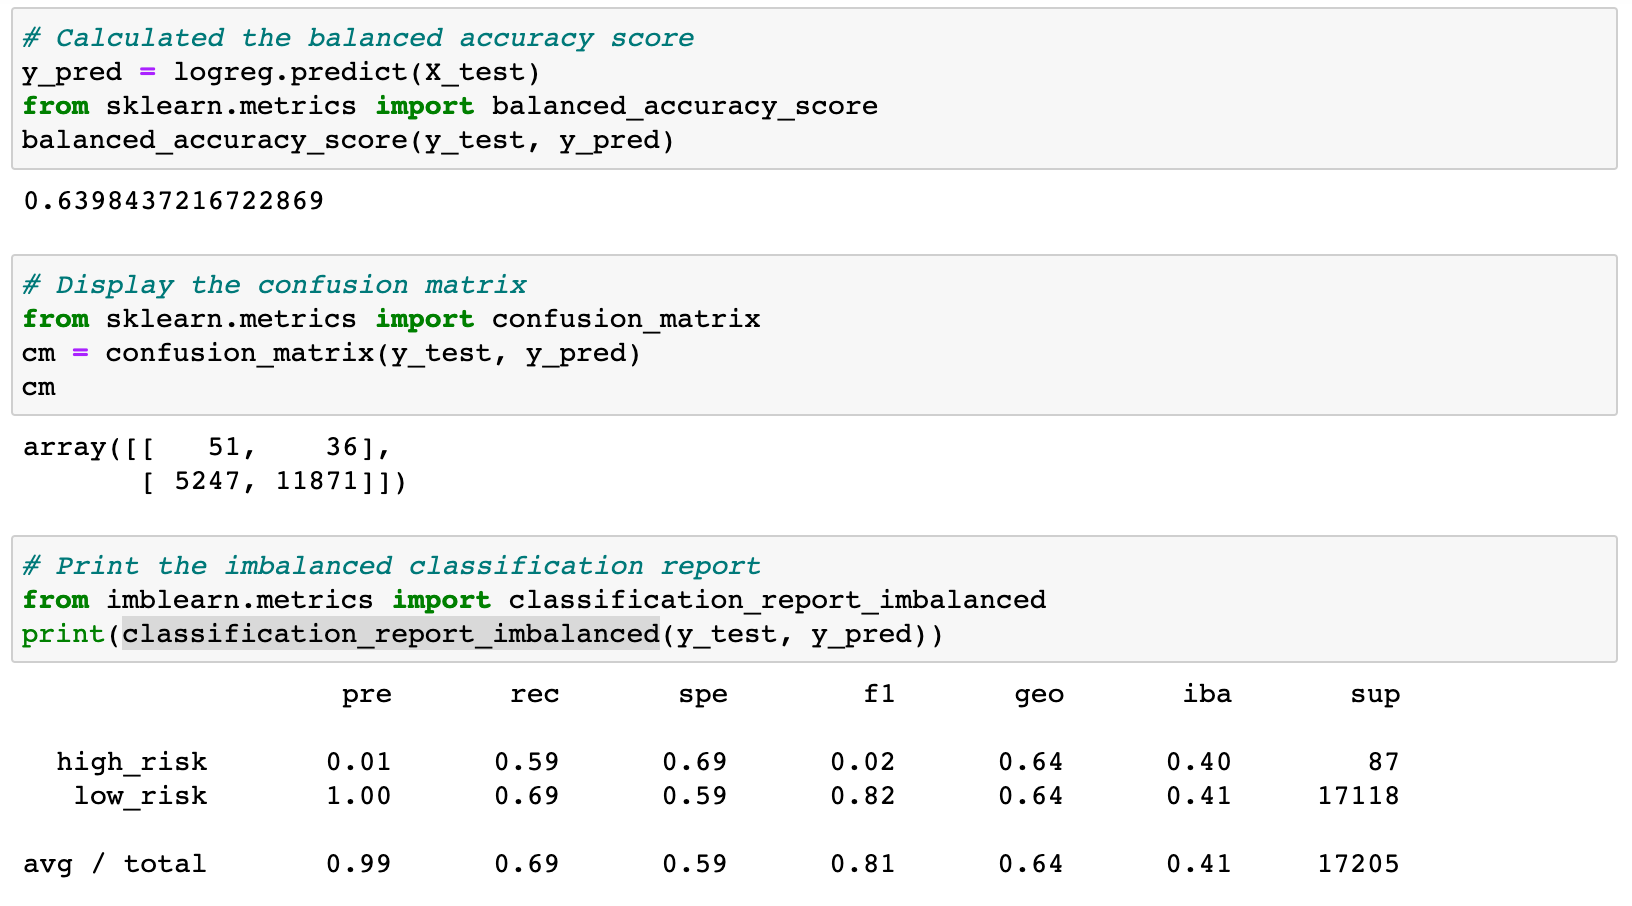 # Calculated the balanced accuracy score
y_pred = logreg.predict(X_test)
from sklearn.metrics import balanced_accuracy_score
balanced_accuracy_score(y_test, y_pred)
0.6398437216722869
# Display the confusion matrix
from sklearn.metrics import confusion_matrix
cm = confusion_matrix(y_test, y_pred)
cm
array([[   51,    36],
       [ 5247, 11871]])
# Print the imbalanced classification report
from imblearn.metrics import classification_report_imbalanced
print(classification_report_imbalanced(y_test, y_pred))
                   pre       rec       spe        f1       geo       iba       sup
  high_risk       0.01      0.59      0.69      0.02      0.64      0.40        87
   low_risk       1.00      0.69      0.59      0.82      0.64      0.41     17118
avg / total       0.99      0.69      0.59      0.81      0.64      0.41     17205